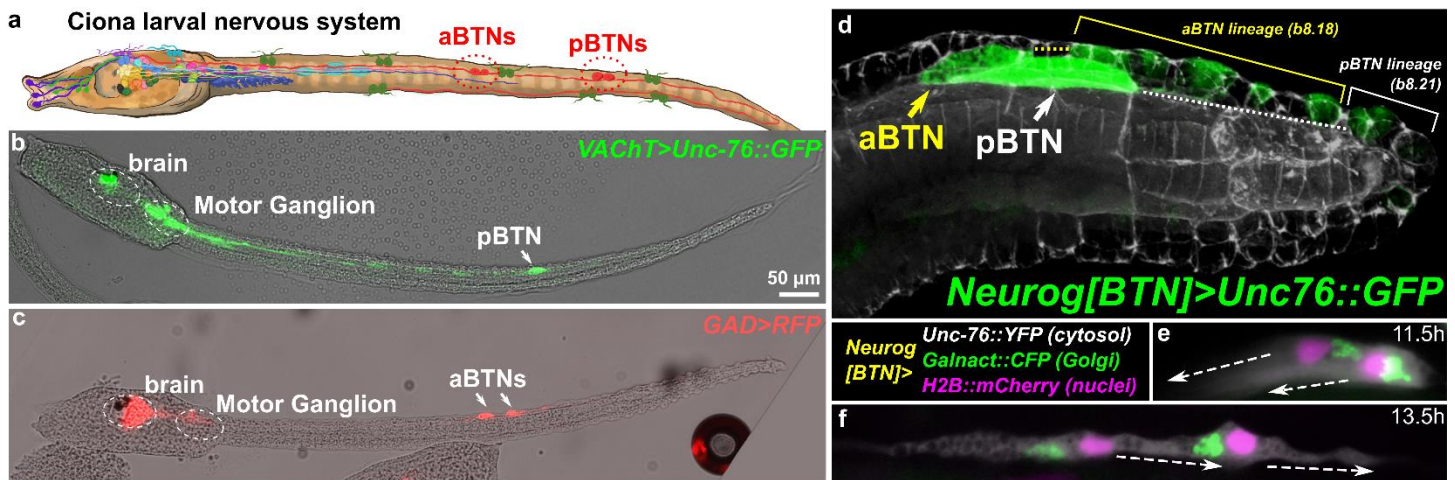 a
Ciona larval nervous system
aBTNs
pBTNs
b
VAChT>Unc-76::GFP
brain
Motor Ganglion
pBTN
50 µm
c
GAD>RFP
brain
aBTNs
Motor Ganglion
d
aBTN lineage (b8.18)
pBTN lineage
(b8.21)
aBTN
pBTN
Neurog[BTN]>Unc76::GFP
Neurog
[BTN]>
Unc-76::YFP (cytosol)
Galnact::CFP (Golgi)
H2B::mCherry (nuclei)
e
11.5h
f
13.5h